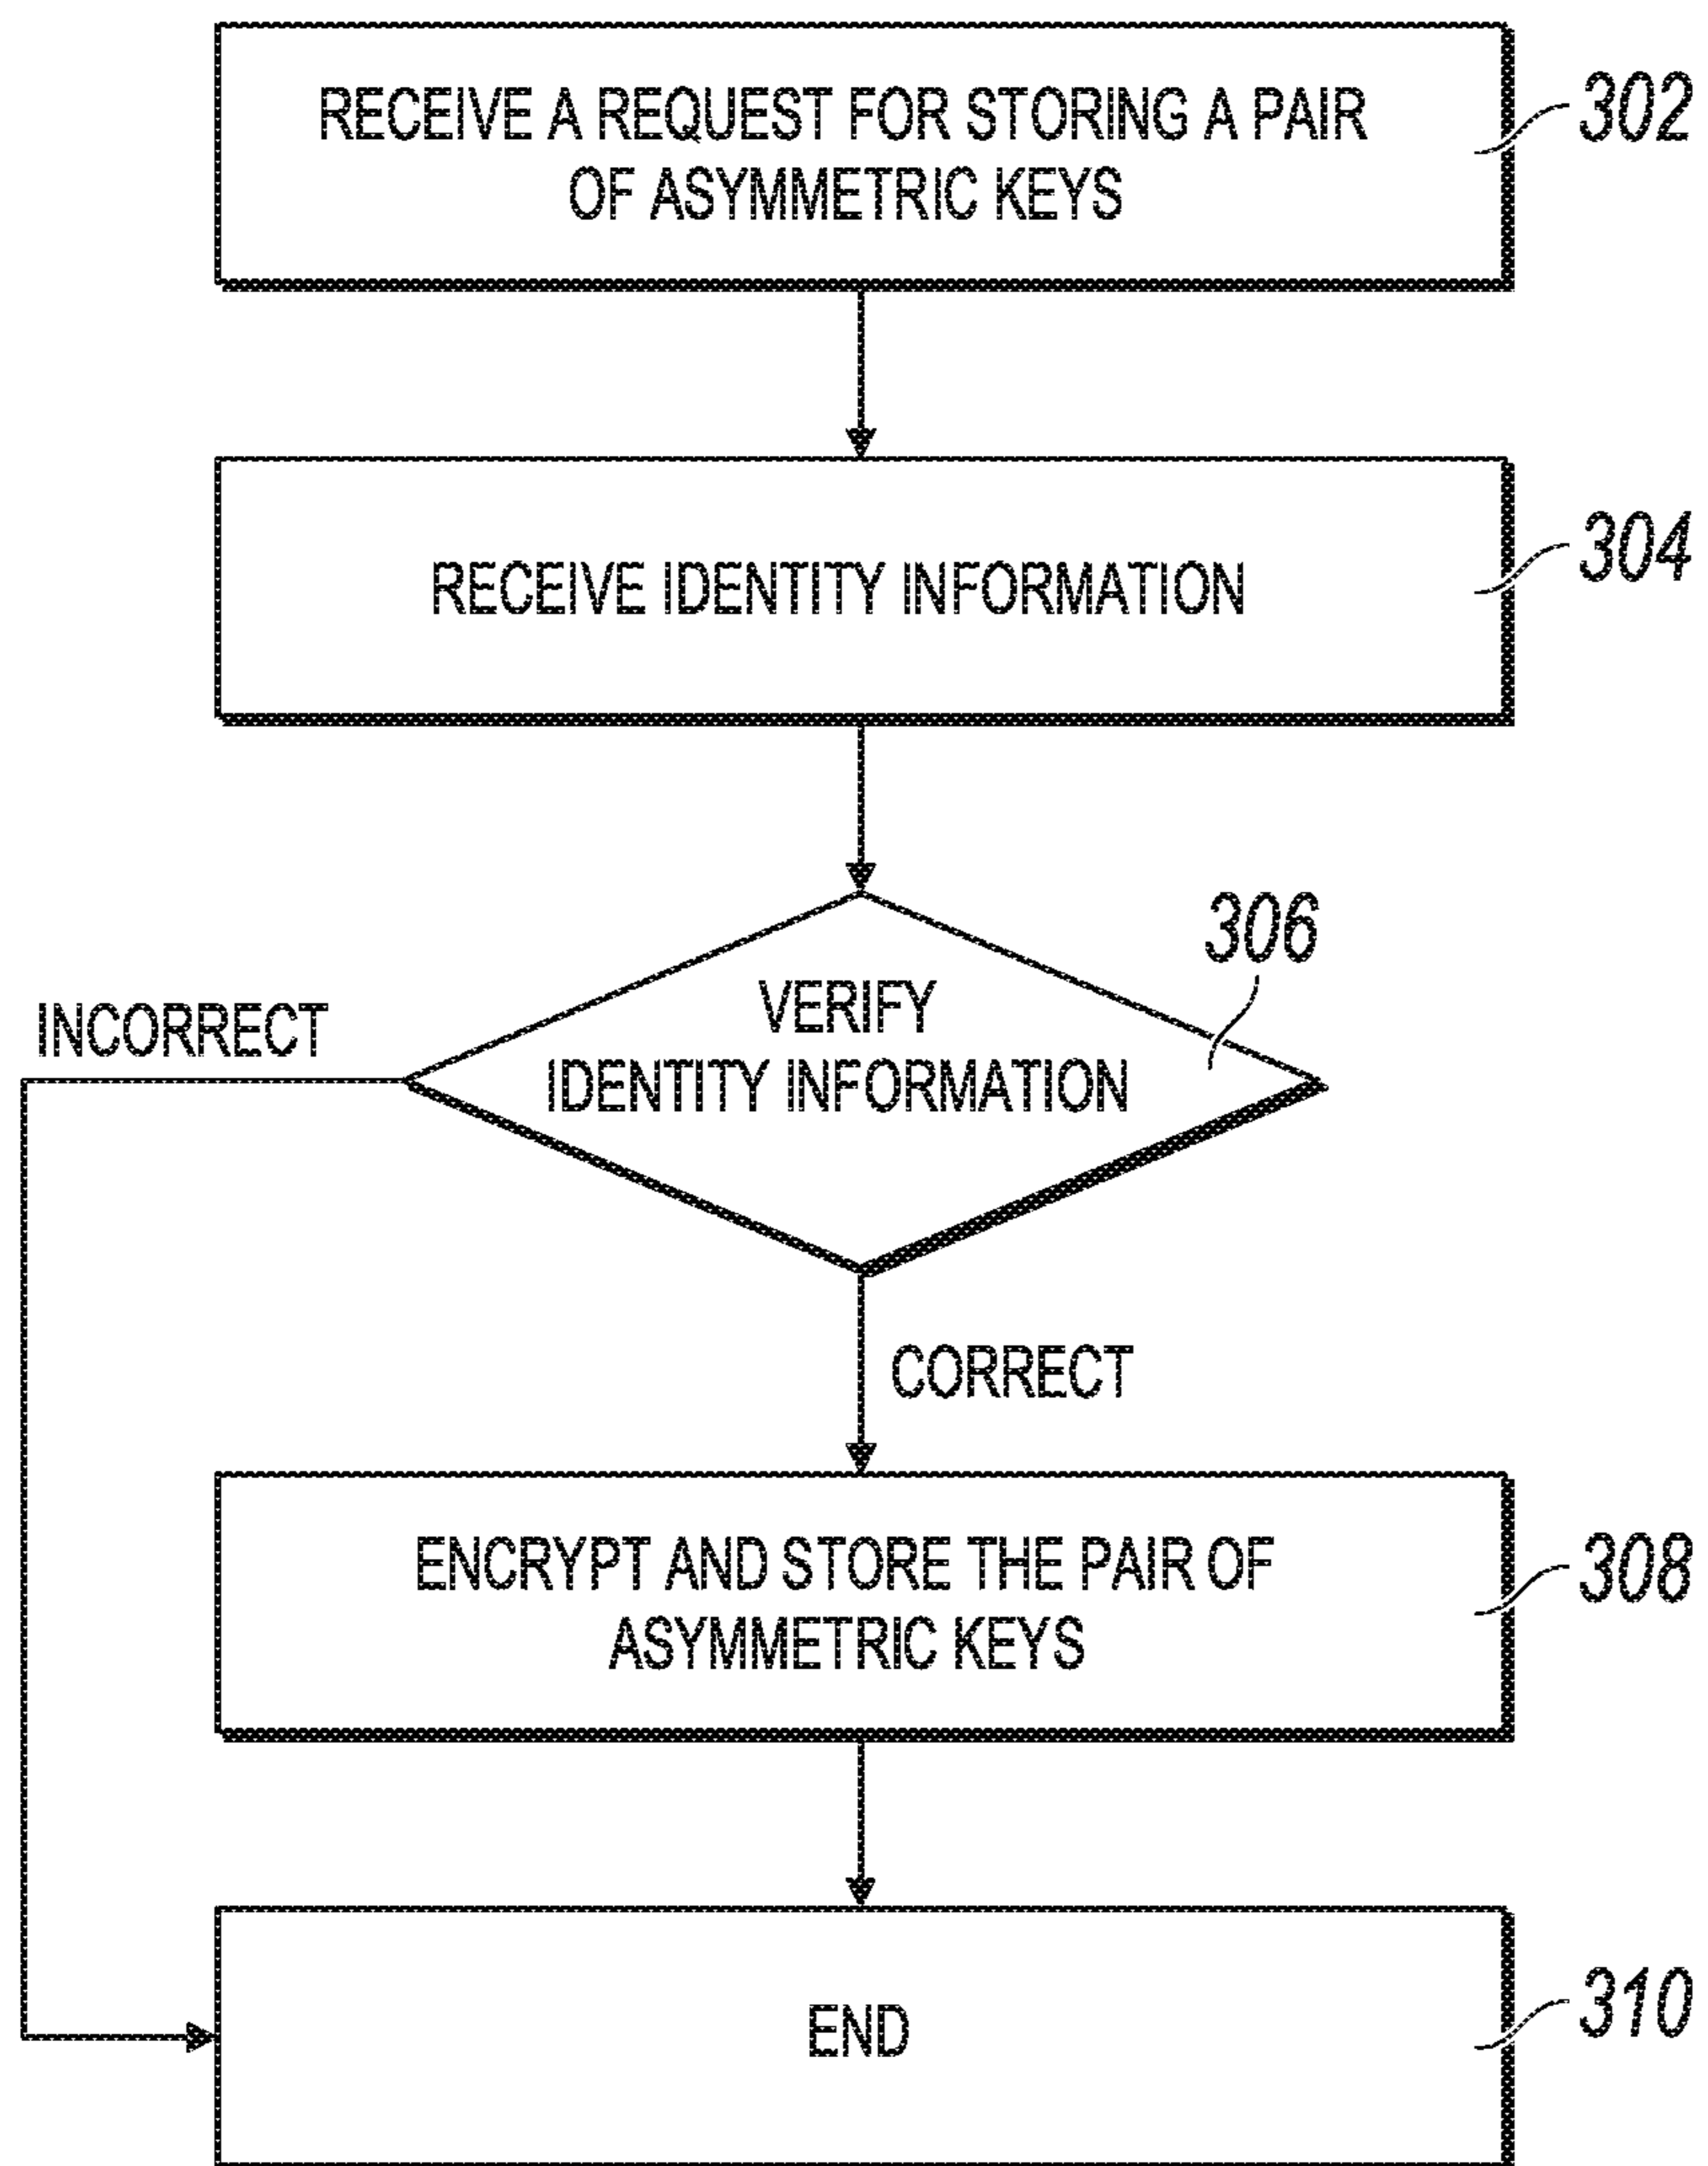 RECEIVE A REQUEST FOR STORING A PAIR
OF ASYMMETRIC KEYS
302
RECEIVE IDENTITY INFORMATION
304
306
VERIFY
IDENTITY INFORMATION
INCORRECT
CORRECT
ENCRYPT AND STORE THE PAIR OF
ASYMMETRIC KEYS
308
END
310